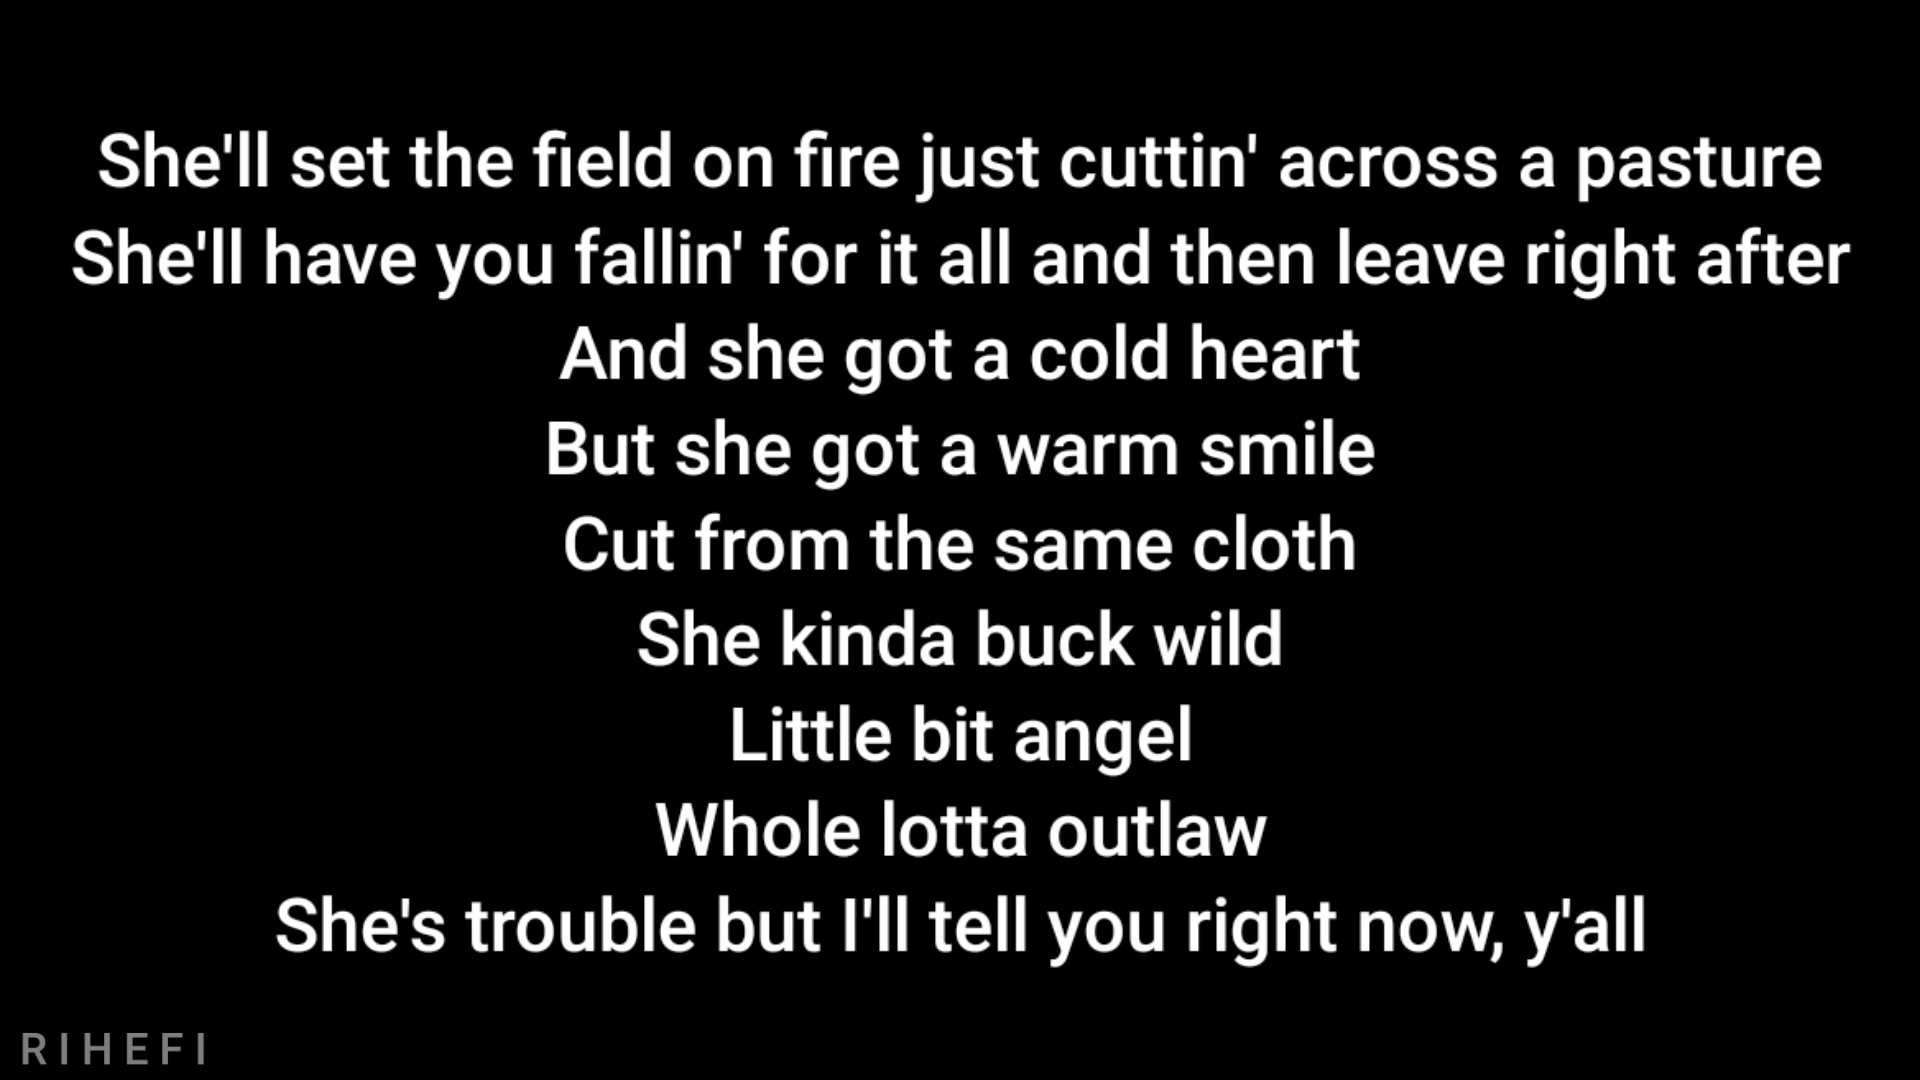 She'll set the field on fire just cuttin' across a pasture
She'll have you fallin' for it all and then leave right after
And she got a cold heart
But she got a warm smile
Cut from the same cloth
She kinda buck wild
Little bit angel
Whole lotta outlaw
She's trouble but I'll tell you right now, y'all
RIHEFI